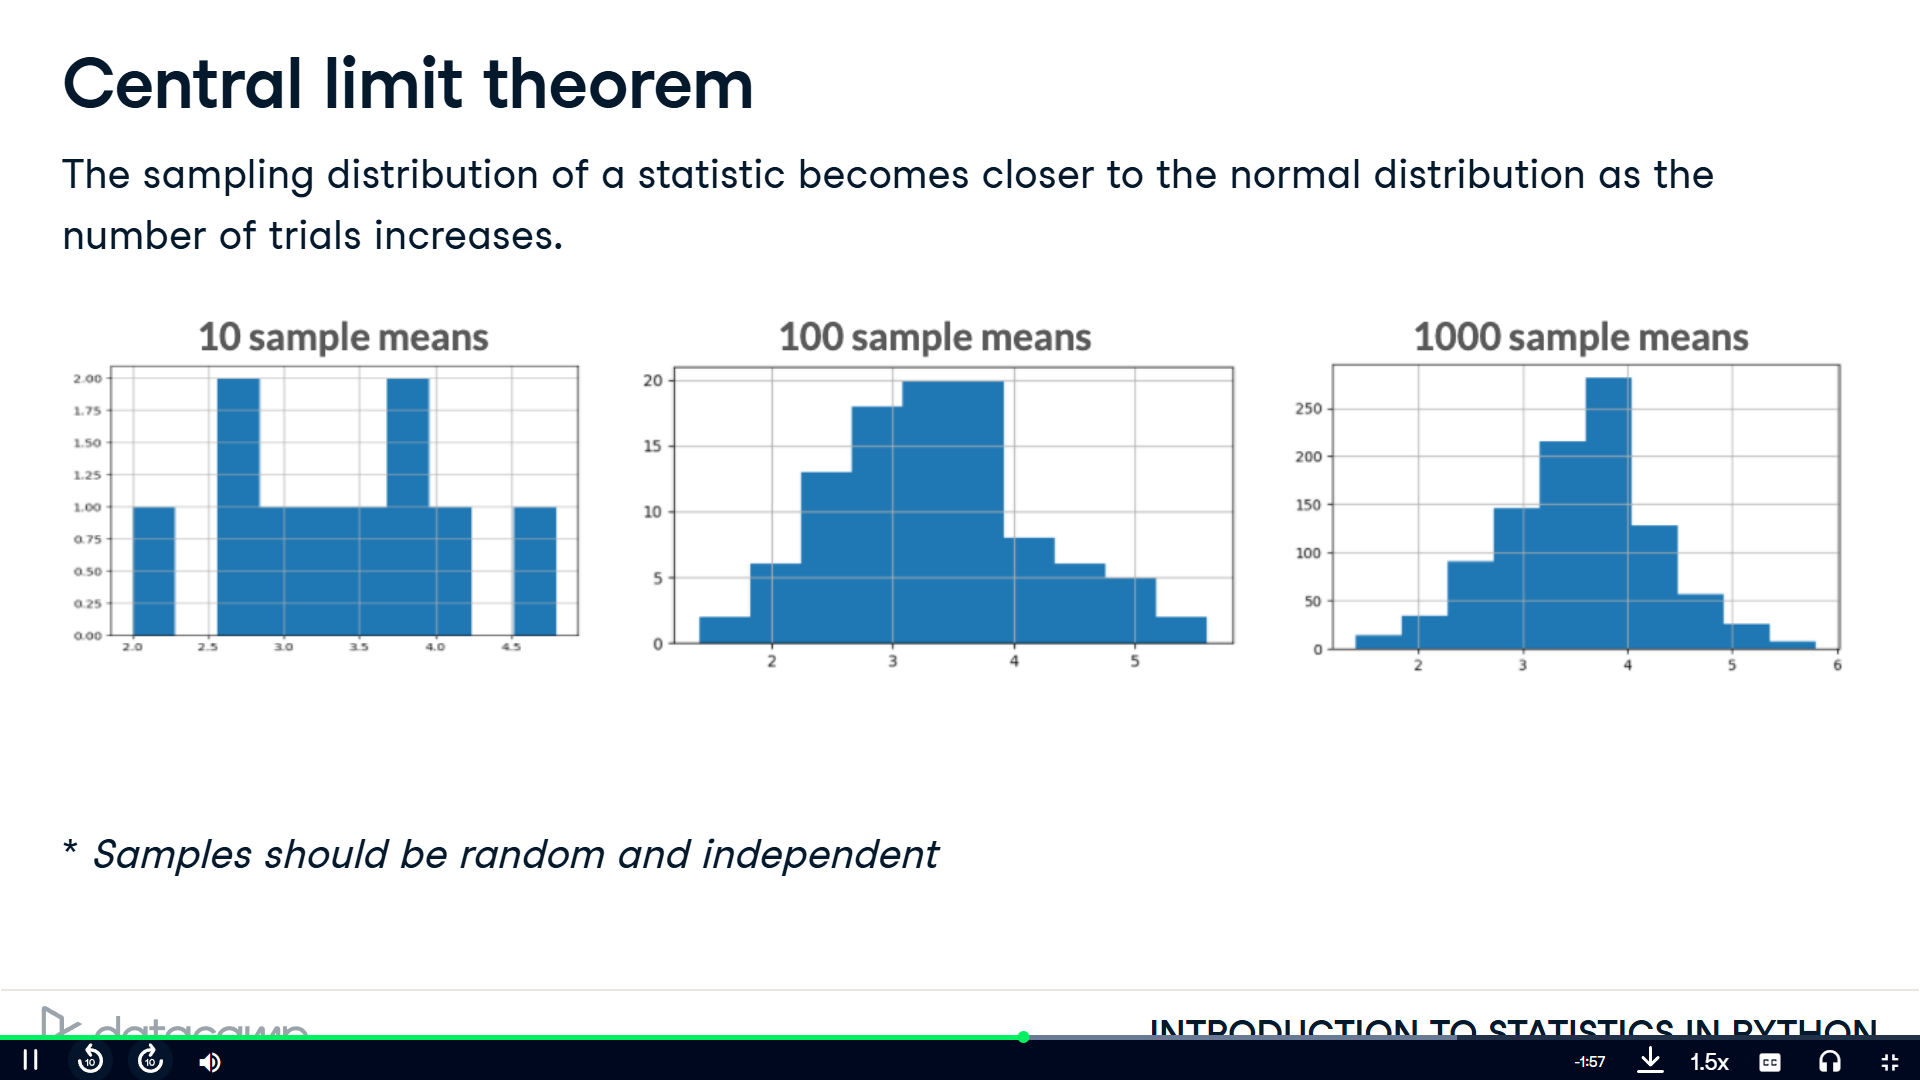 Central limit theorem
The sampling distribution of a statistic becomes closer to the normal distribution as the
number of trials increases.
10 sample means
2.00
1.75
1.50
1.25
1.00
0.75
0.50
0.25
0.00
2.0 2.5 3.0 3.5 4.0 4.5
100 sample means
20
15
10
5
0
2 3 4 5
1000 sample means
250
200
150
100
50
0
2 3 4 5 6
* Samples should be random and independent
datacamp
INTRODUCTION TO STATISTICS IN PYTHON
10 10 -1:57 1.5x CC